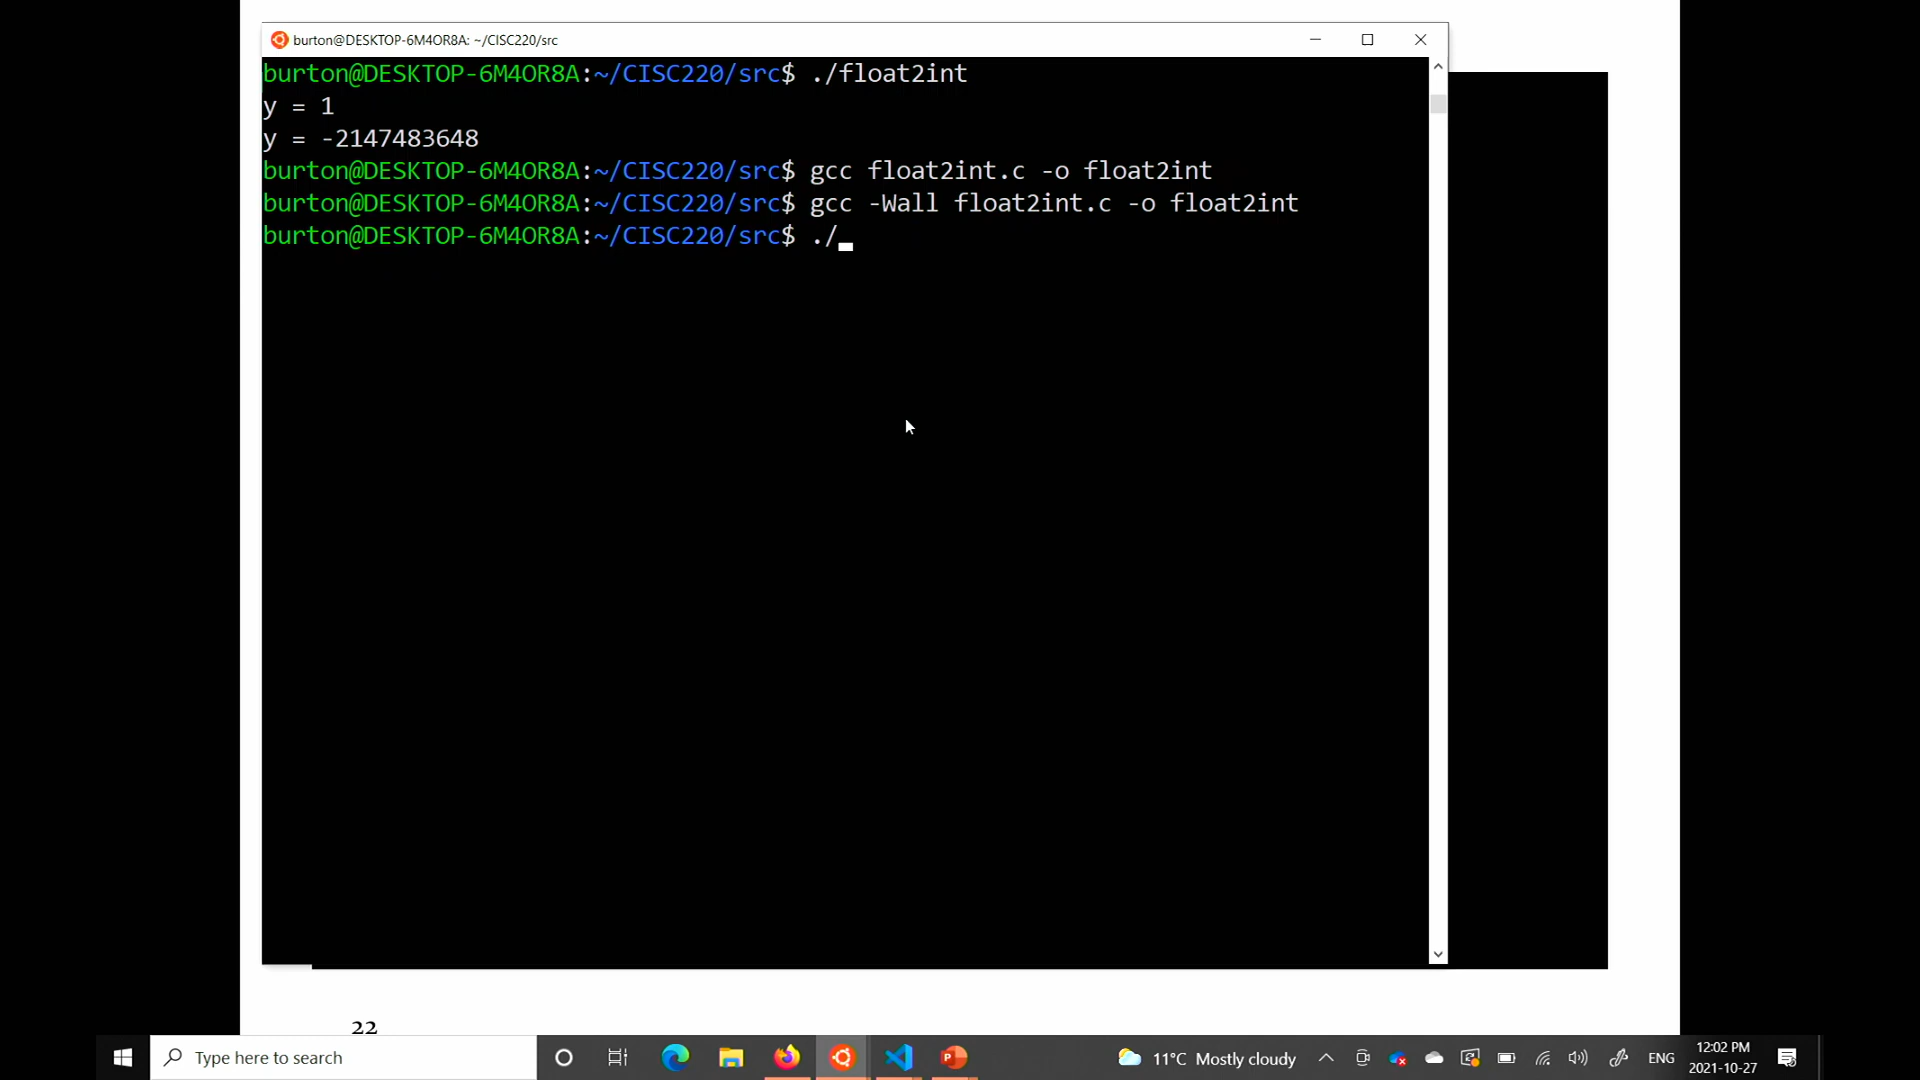 burton@DESKTOP-6M4OR8A: ~/CISC220/src
burton@DESKTOP-6M4OR8A:~/CISC220/src$ ./float2int
y = 1
y = -2147483648
burton@DESKTOP-6M4OR8A:~/CISC220/src$ gcc float2int.c -o float2int
burton@DESKTOP-6M4OR8A:~/CISC220/src$ gcc -Wall float2int.c -o float2int
burton@DESKTOP-6M4OR8A:~/CISC220/src$ ./
22
Type here to search
11°C Mostly cloudy
ENG
12:02 PM
2021-10-27